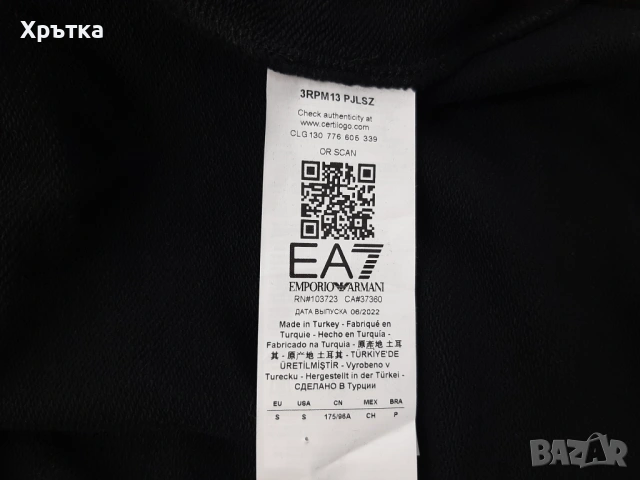 Хрътка
3RPM13 PJLSZ
Check authenticity at
www.certilogo.com
CLG 130 776 605 339
OR SCAN
EA7
EMPORIO ARMANI
RN#103723 CA#37360
ДАТА ВЫПУСКА 06/2022
Made in Turkey - Fabriqué en
Turquie - Hecho en Turquía -
Fabricado na Turquia - 原產地 土耳
其 - 原产地 土耳其 - TÜRKİYE'DE
ÜRETİLMİŞTİR - Vyrobeno v
Turecku - Hergestellt in der Türkei -
СДЕЛАНО В Турции
EU USA CN MEX BRA
S S 175/96A CH P
BAZAR.bg